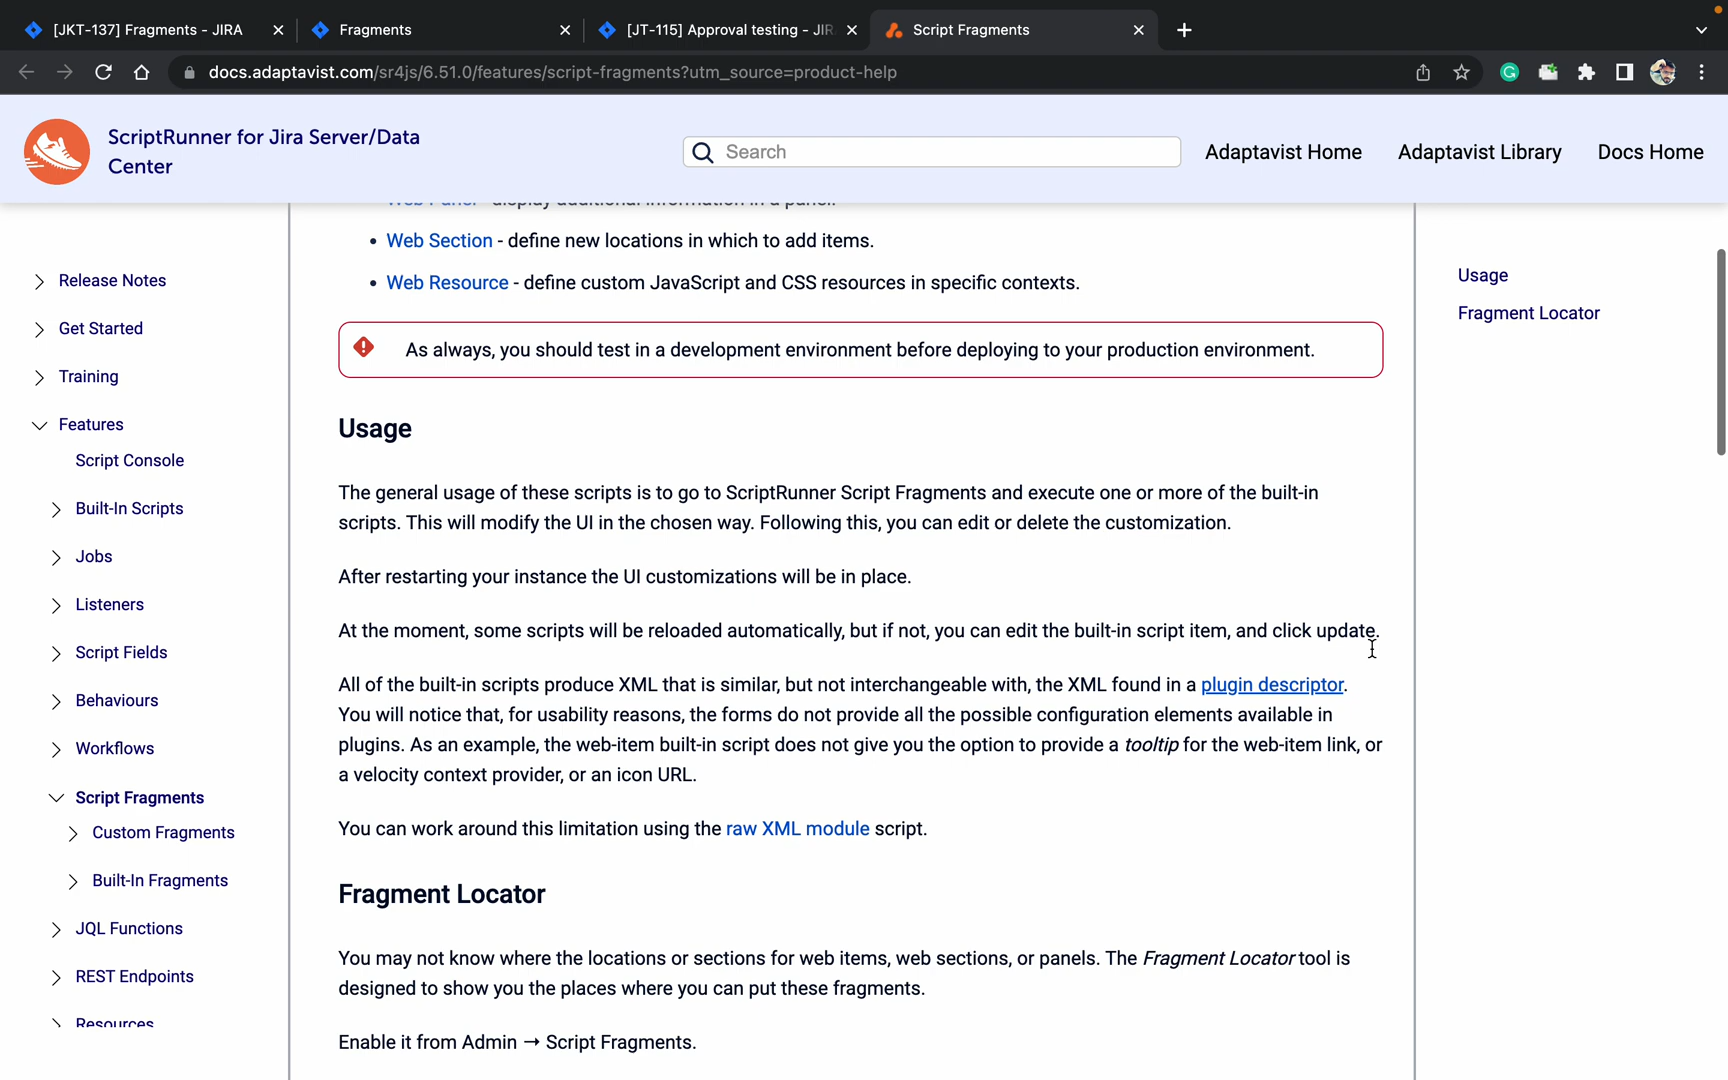 [JKT-137] Fragments - JIRA
Fragments
[JT-115] Approval testing - JIR
Script Fragments
docs.adaptavist.com/sr4js/6.51.0/features/script-fragments?utm_source=product-help
ScriptRunner for Jira Server/Data
Center
Search
Adaptavist Home
Adaptavist Library
Docs Home
Release Notes
Get Started
Training
Features
Script Console
Built-In Scripts
Jobs
Listeners
Script Fields
Behaviours
Workflows
Script Fragments
Custom Fragments
Built-In Fragments
JQL Functions
REST Endpoints
Resources
Web Panel - display additional information in a panel.
• Web Section - define new locations in which to add items.
• Web Resource - define custom JavaScript and CSS resources in specific contexts.
As always, you should test in a development environment before deploying to your production environment.
Usage
The general usage of these scripts is to go to ScriptRunner Script Fragments and execute one or more of the built-in
scripts. This will modify the UI in the chosen way. Following this, you can edit or delete the customization.
After restarting your instance the UI customizations will be in place.
At the moment, some scripts will be reloaded automatically, but if not, you can edit the built-in script item, and click update.
All of the built-in scripts produce XML that is similar, but not interchangeable with, the XML found in a plugin descriptor.
You will notice that, for usability reasons, the forms do not provide all the possible configuration elements available in
plugins. As an example, the web-item built-in script does not give you the option to provide a tooltip for the web-item link, or
a velocity context provider, or an icon URL.
You can work around this limitation using the raw XML module script.
Fragment Locator
You may not know where the locations or sections for web items, web sections, or panels. The Fragment Locator tool is
designed to show you the places where you can put these fragments.
Enable it from Admin → Script Fragments.
Usage
Fragment Locator